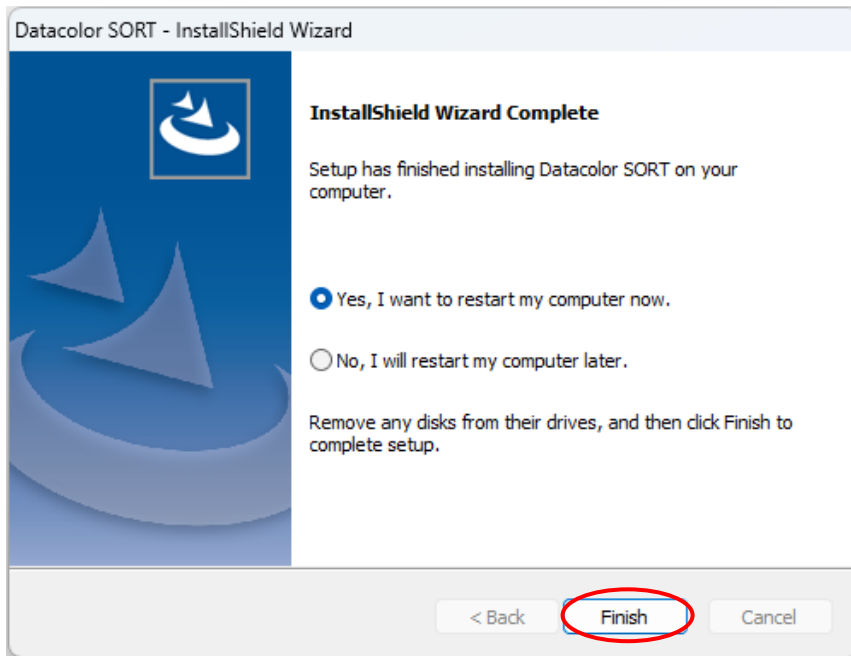 Datacolor SORT - InstallShield Wizard
InstallShield Wizard Complete
Setup has finished installing Datacolor SORT on your
computer.
Yes, I want to restart my computer now.
No, I will restart my computer later.
Remove any disks from their drives, and then click Finish to
complete setup.
< Back
Finish
Cancel